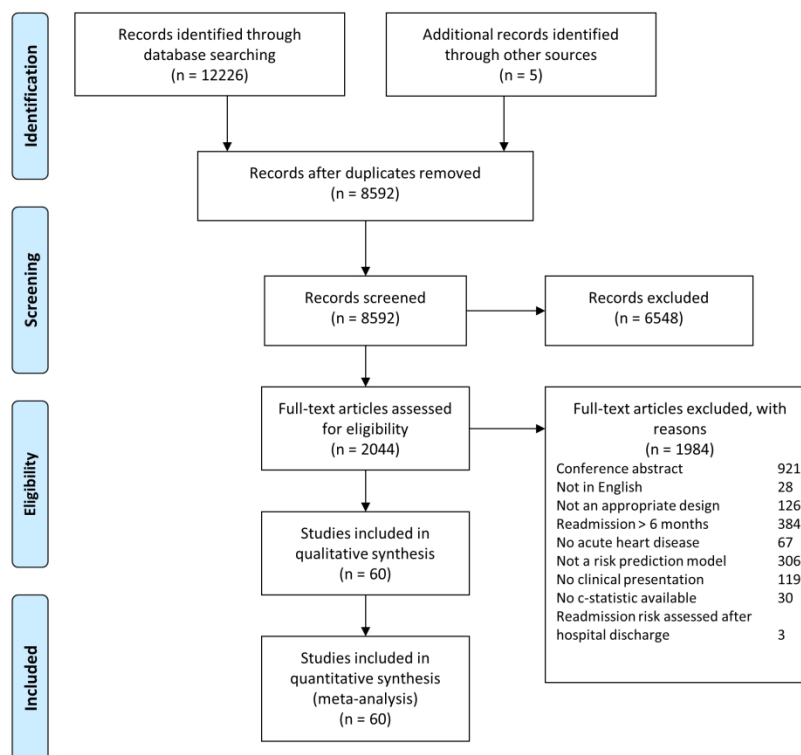 Identification
Records identified through
database searching
(n = 12226)
Additional records identified
through other sources
(n = 5)
Records after duplicates removed
(n = 8592)
Screening
Records screened
(n = 8592)
Records excluded
(n = 6548)
Eligibility
Full-text articles assessed
for eligibility
(n = 2044)
Full-text articles excluded, with
reasons
(n = 1984)
Conference abstract 921
Not in English 28
Not an appropriate design 126
Readmission > 6 months 384
No acute heart disease 67
Not a risk prediction model 306
No clinical presentation 119
No c-statistic available 30
Readmission risk assessed after
hospital discharge 3
Studies included in
qualitative synthesis
(n = 60)
Included
Studies included in
quantitative synthesis
(meta-analysis)
(n = 60)